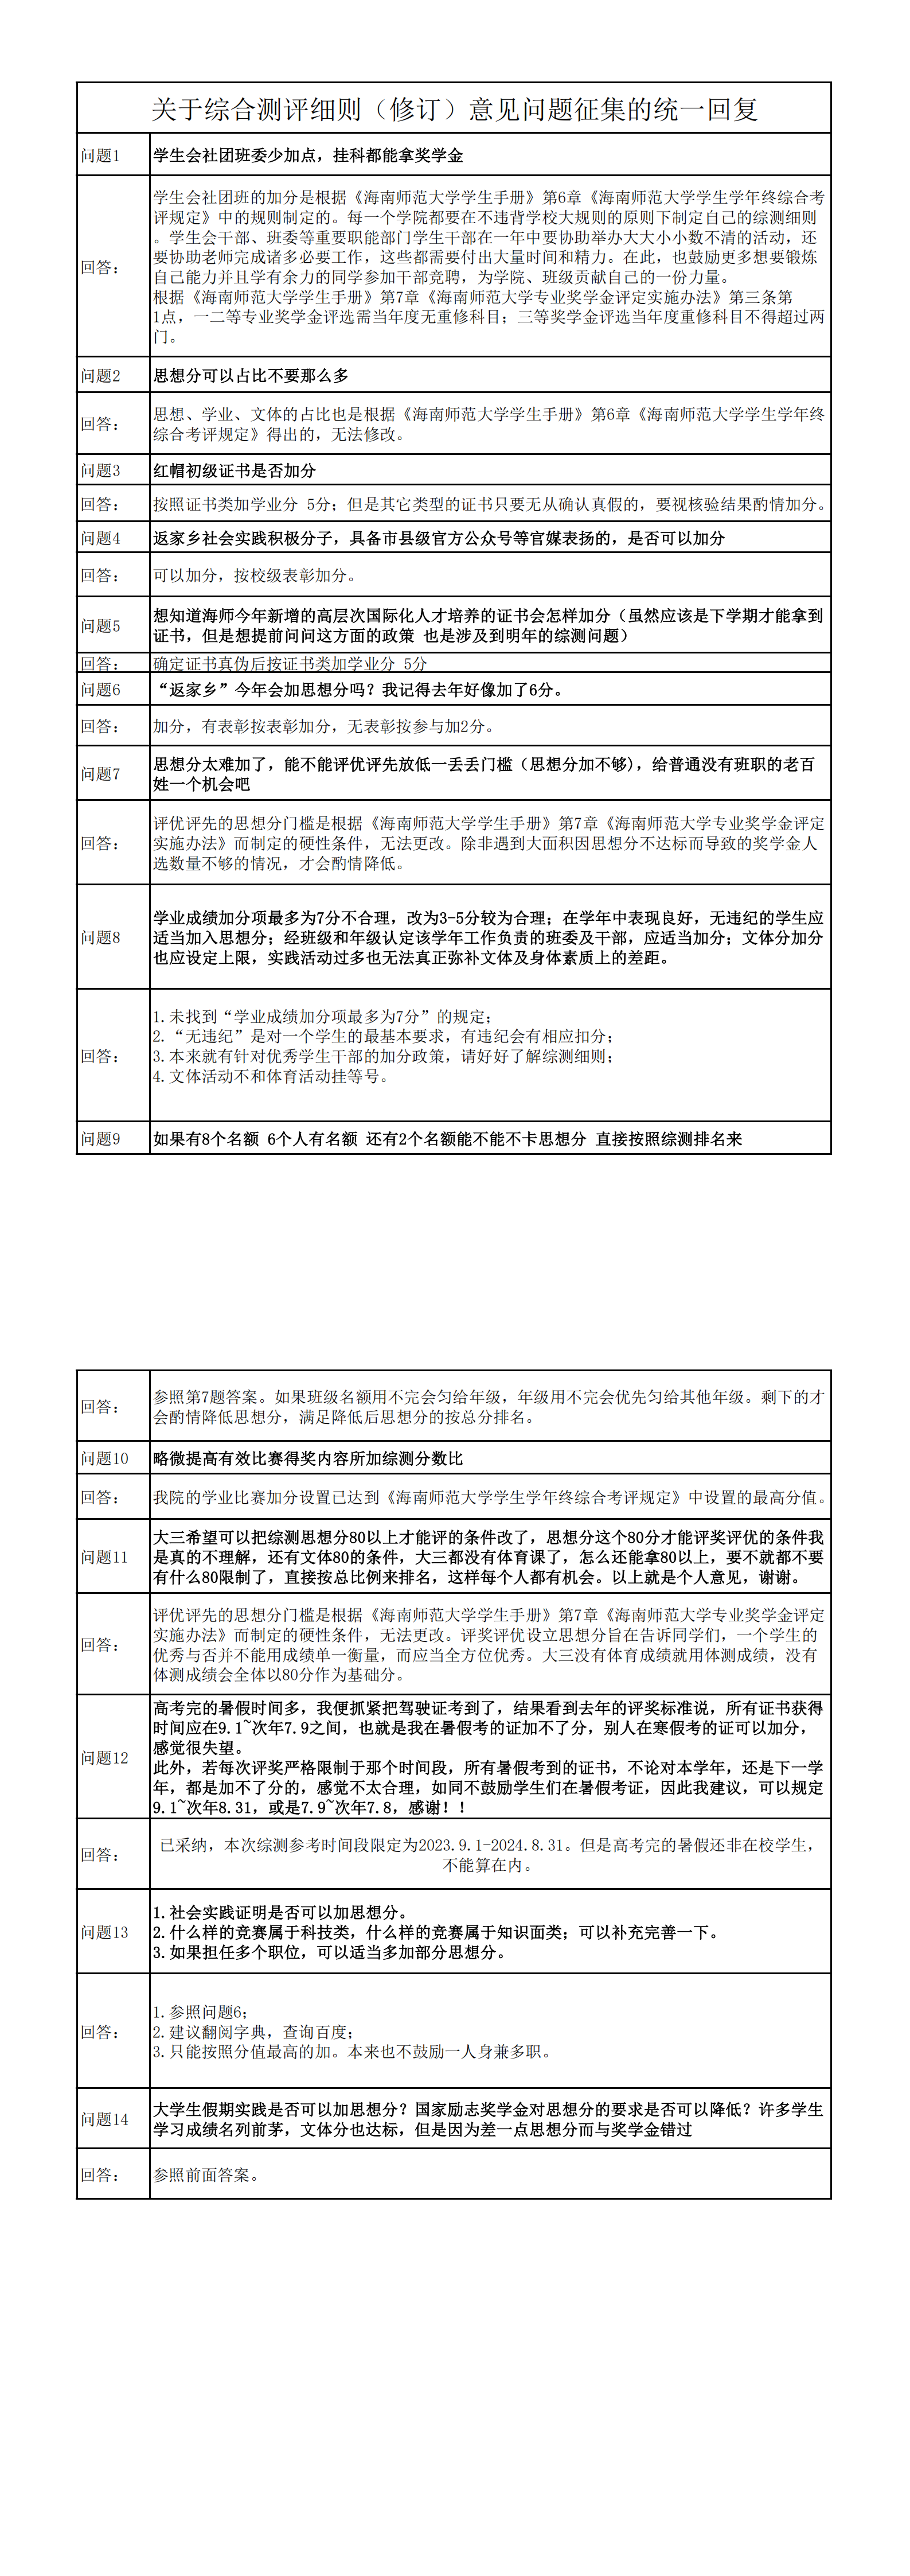 关于综合测评细则（修订）意见问题征集的统一回复
问题1
学生会社团班委少加点，挂科都能拿奖学金
回答：
学生会社团班的加分是根据《海南师范大学学生手册》第6章《海南师范大学学生学年终综合考
评规定》中的规则制定的。每一个学院都要在不违背学校大规则的原则下制定自己的综测细则
。学生会干部、班委等重要职能部门学生干部在一年中要协助举办大大小小数不清的活动，还
要协助老师完成诸多必要工作，这些都需要付出大量时间和精力。在此，也鼓励更多想要锻炼
自己能力并且学有余力的同学参加干部竞聘，为学院、班级贡献自己的一份力量。
根据《海南师范大学学生手册》第7章《海南师范大学专业奖学金评定实施办法》第三条第
1点，一二等专业奖学金评选需当年度无重修科目；三等奖学金评选当年度重修科目不得超过两
门。
问题2
思想分可以占比不要那么多
回答：
思想、学业、文体的占比也是根据《海南师范大学学生手册》第6章《海南师范大学学生学年终
综合考评规定》得出的，无法修改。
问题3
红帽初级证书是否加分
回答：
按照证书类加学业分 5分；但是其它类型的证书只要无从确认真假的，要视核验结果酌情加分。
问题4
返家乡社会实践积极分子，具备市县级官方公众号等官媒表扬的，是否可以加分
回答：
可以加分，按校级表彰加分。
问题5
想知道海师今年新增的高层次国际化人才培养的证书会怎样加分（虽然应该是下学期才能拿到
证书，但是想提前问问这方面的政策 也是涉及到明年的综测问题）
回答：
确定证书真伪后按证书类加学业分 5分
问题6
“返家乡”今年会加思想分吗？我记得去年好像加了6分。
回答：
加分，有表彰按表彰加分，无表彰按参与加2分。
问题7
思想分太难加了，能不能评优评先放低一丢丢门槛（思想分加不够），给普通没有班职的老百
姓一个机会吧
回答：
评优评先的思想分门槛是根据《海南师范大学学生手册》第7章《海南师范大学专业奖学金评定
实施办法》而制定的硬性条件，无法更改。除非遇到大面积因思想分不达标而导致的奖学金人
选数量不够的情况，才会酌情降低。
问题8
学业成绩加分项最多为7分不合理，改为3-5分较为合理；在学年中表现良好，无违纪的学生应
适当加入思想分；经班级和年级认定该学年工作负责的班委及干部，应适当加分；文体分加分
也应设定上限，实践活动过多也无法真正弥补文体及身体素质上的差距。
回答：
1.未找到“学业成绩加分项最多为7分”的规定；
2.“无违纪”是对一个学生的最基本要求，有违纪会有相应扣分；
3.本来就有针对优秀学生干部的加分政策，请好好了解综测细则；
4.文体活动不和体育活动挂等号。
问题9
如果有8个名额 6个人有名额 还有2个名额能不能不卡思想分 直接按照综测排名来
回答：
参照第7题答案。如果班级名额用不完会匀给年级，年级用不完会优先匀给其他年级。剩下的才
会酌情降低思想分，满足降低后思想分的按总分排名。
问题10
略微提高有效比赛得奖内容所加综测分数比
回答：
我院的学业比赛加分设置已达到《海南师范大学学生学年终综合考评规定》中设置的最高分值。
问题11
大三希望可以把综测思想分80以上才能评的条件改了，思想分这个80分才能评奖评优的条件我
是真的不理解，还有文体80的条件，大三都没有体育课了，怎么还能拿80以上，要不就都不要
有什么80限制了，直接按总比例来排名，这样每个人都有机会。以上就是个人意见，谢谢。
回答：
评优评先的思想分门槛是根据《海南师范大学学生手册》第7章《海南师范大学专业奖学金评定
实施办法》而制定的硬性条件，无法更改。评奖评优设立思想分旨在告诉同学们，一个学生的
优秀与否并不能用成绩单一衡量，而应当全方位优秀。大三没有体育成绩就用体测成绩，没有
体测成绩会全体以80分作为基础分。
问题12
高考完的暑假时间多，我便抓紧把驾驶证考到了，结果看到去年的评奖标准说，所有证书获得
时间应在9.1~次年7.9之间，也就是我在暑假考的证加不了分，别人在寒假考的证可以加分，
感觉很失望。
此外，若每次评奖严格限制于那个时间段，所有暑假考到的证书，不论对本学年，还是下一学
年，都是加不了分的，感觉不太合理，如同不鼓励学生们在暑假考证，因此我建议，可以规定
9.1~次年8.31，或是7.9~次年7.8，感谢！！
回答：
已采纳，本次综测参考时间段限定为2023.9.1-2024.8.31。但是高考完的暑假还非在校学生，
不能算在内。
问题13
1.社会实践证明是否可以加思想分。
2.什么样的竞赛属于科技类，什么样的竞赛属于知识面类；可以补充完善一下。
3.如果担任多个职位，可以适当多加部分思想分。
回答：
1.参照问题6；
2.建议翻阅字典，查询百度；
3.只能按照分值最高的加。本来也不鼓励一人身兼多职。
问题14
大学生假期实践是否可以加思想分？国家励志奖学金对思想分的要求是否可以降低？许多学生
学习成绩名列前茅，文体分也达标，但是因为差一点思想分而与奖学金错过
回答：
参照前面答案。